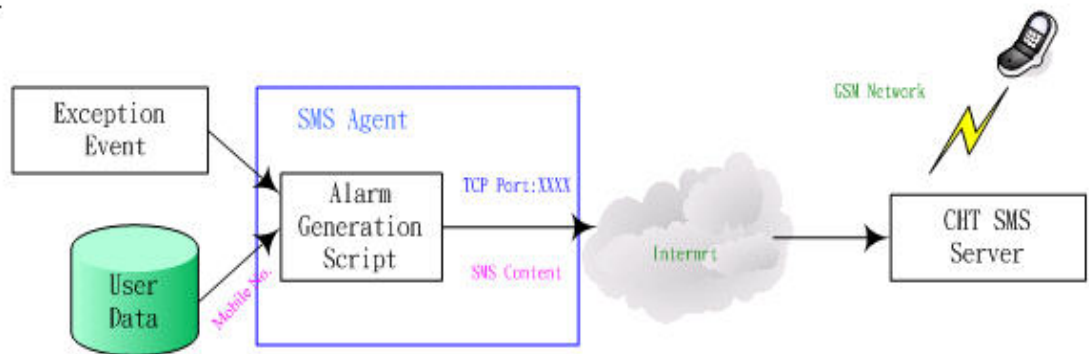 Exception
Event
SMS Agent
GSM Network
Alarm
Generation
Script
TCP Port:XXXX
SMS Content
User
Data
Mobile No.
Internrt
CHT SMS
Server